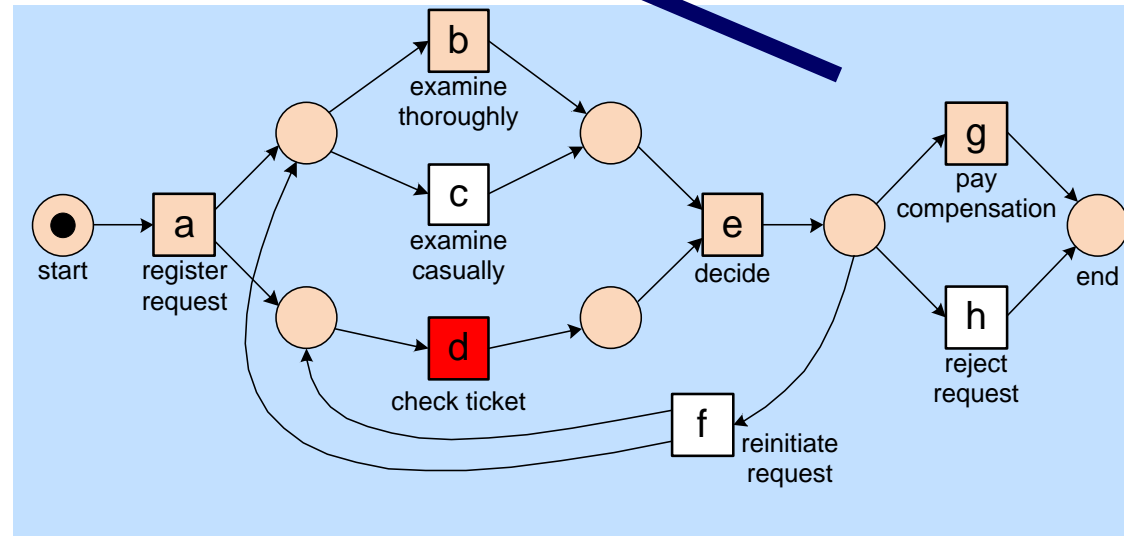 b
examine
thoroughly
g
pay
compensation
c
examine
casually
a
register
request
start
e
decide
end
d
check ticket
h
reject
request
f
reinitiate
request